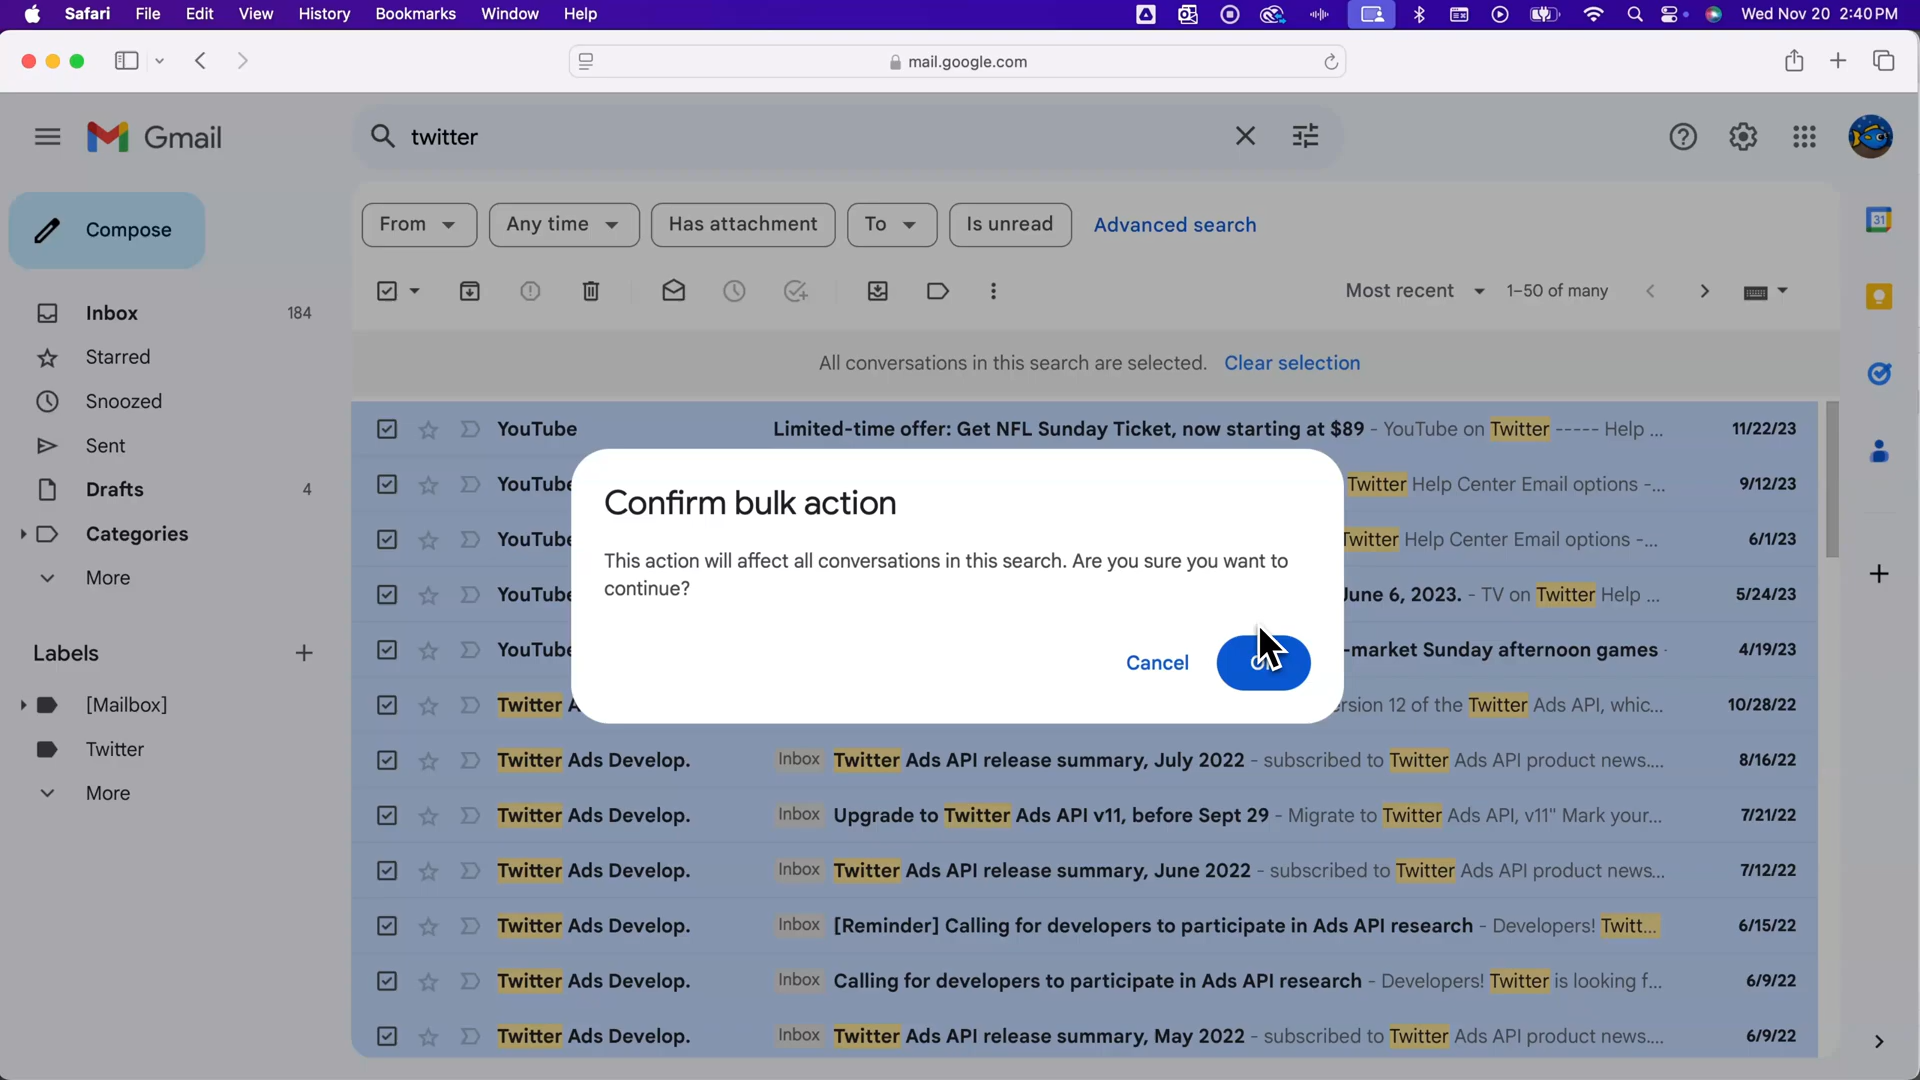 Safari File Edit View History Bookmarks Window Help Wed Nov 20 2:40 PM
mail.google.com
Gmail
twitter
Compose
From Any time Has attachment To Is unread Advanced search
Most recent 1–50 of many
Inbox 184
Starred
Snoozed
Sent
Drafts 4
Categories
More
Labels
[Mailbox]
Twitter
More
31
All conversations in this search are selected. Clear selection
YouTube Limited-time offer: Get NFL Sunday Ticket, now starting at $89 - YouTube on Twitter ----- Help ... 11/22/23
Twitter Help Center Email options -... 9/12/23
Twitter Help Center Email options -... 6/1/23
June 6, 2023. - TV on Twitter Help ... 5/24/23
-market Sunday afternoon games - 4/19/23
Twitter 12 of the Twitter Ads API, whic... 10/28/22
Twitter Ads Develop. Inbox Twitter Ads API release summary, July 2022 - subscribed to Twitter Ads API product news.... 8/16/22
Twitter Ads Develop. Inbox Upgrade to Twitter Ads API v11, before Sept 29 - Migrate to Twitter Ads API, v11" Mark your... 7/21/22
Twitter Ads Develop. Inbox Twitter Ads API release summary, June 2022 - subscribed to Twitter Ads API product news... 7/12/22
Twitter Ads Develop. Inbox [Reminder] Calling for developers to participate in Ads API research - Developers! Twitt... 6/15/22
Twitter Ads Develop. Inbox Calling for developers to participate in Ads API research - Developers! Twitter is looking f... 6/9/22
Twitter Ads Develop. Inbox Twitter Ads API release summary, May 2022 - subscribed to Twitter Ads API product news.... 6/9/22
Confirm bulk action
This action will affect all conversations in this search. Are you sure you want to
continue?
Cancel